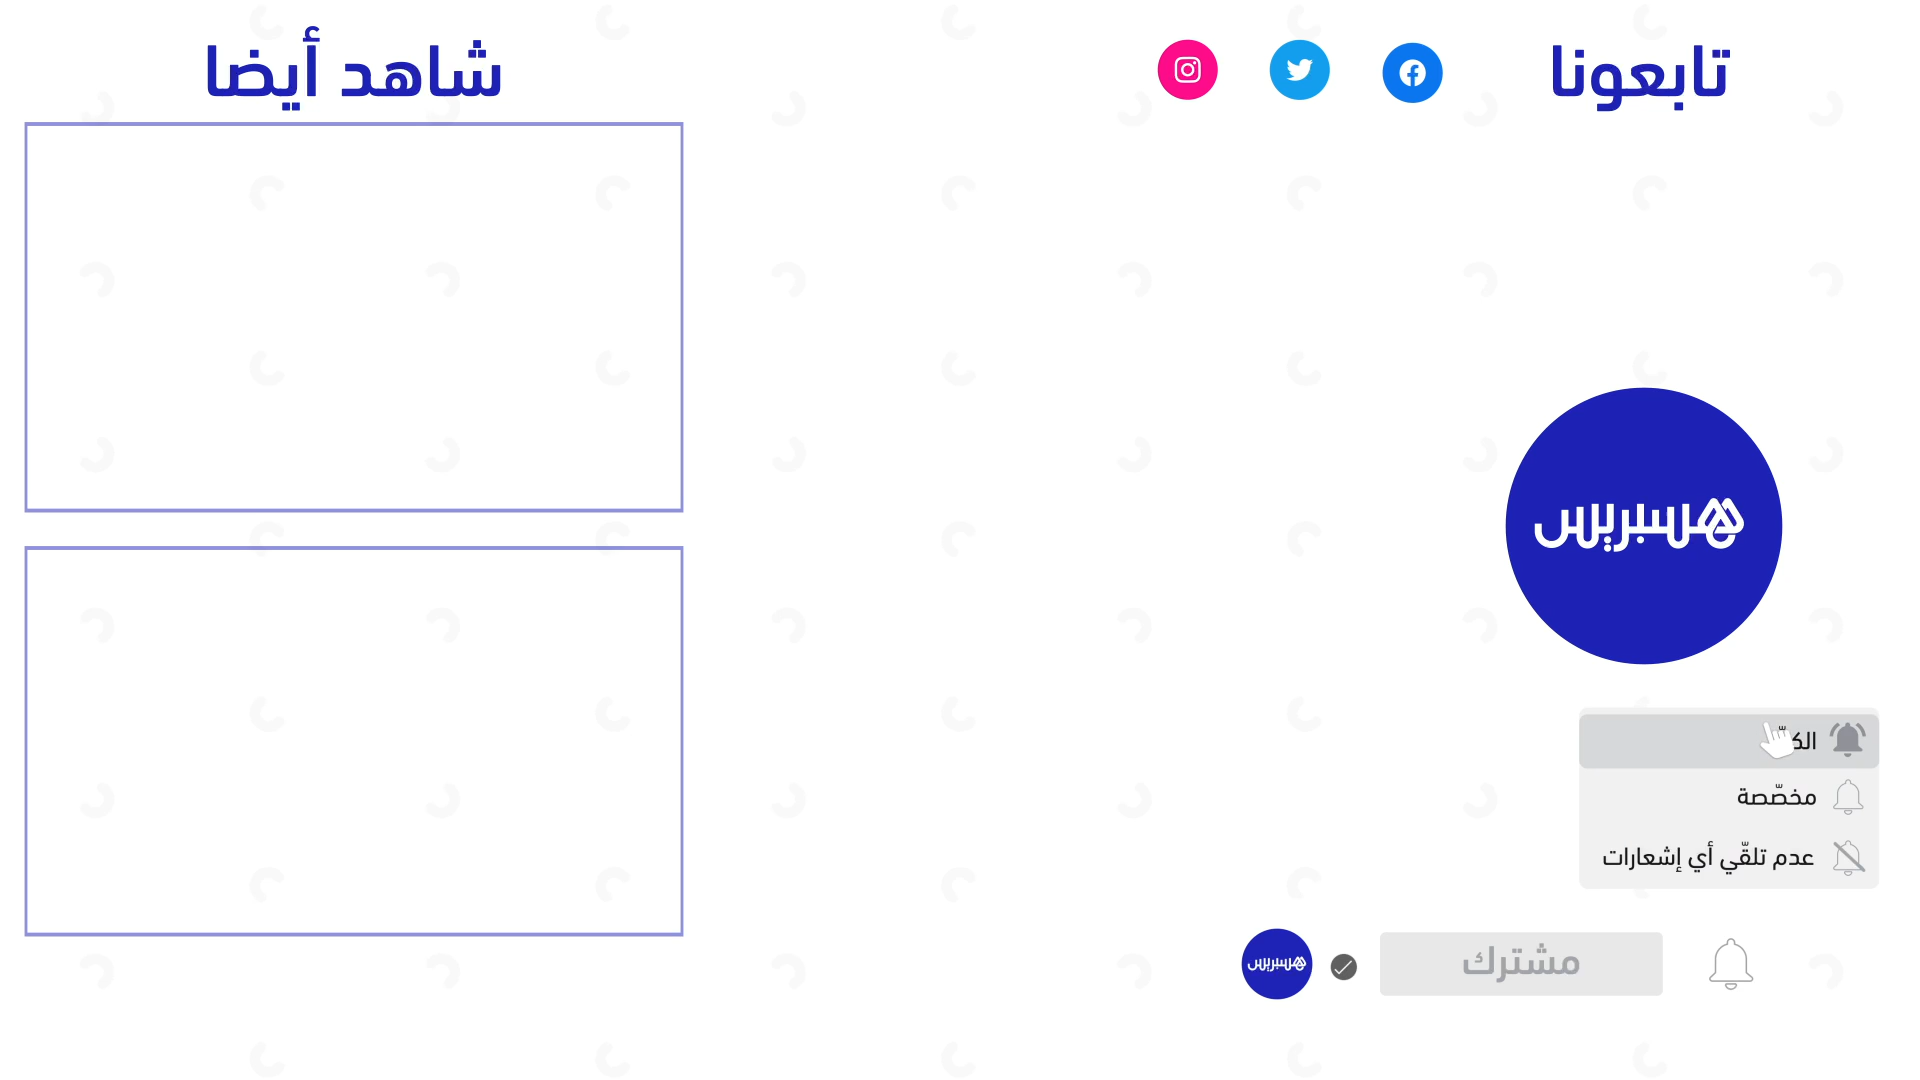 تابعونا
شاهد أيضا
هسبريس
مخصّصة
عدم تلقّي أي إشعارات
مشترك
هسبريس